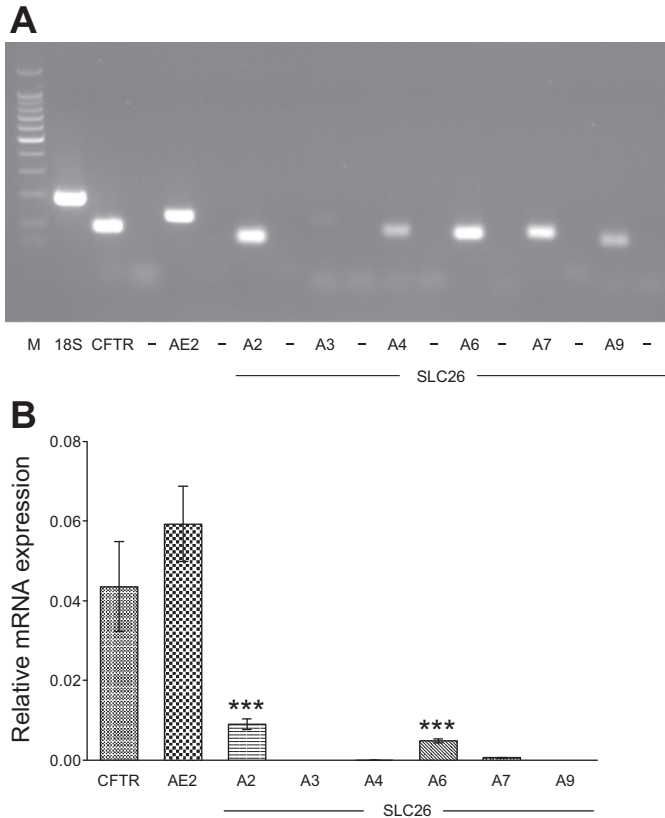 A
M 18S CFTR – AE2 – A2 – A3 – A4 – A6 – A7 – A9 –
SLC26
B
Relative mRNA expression
0.08
0.06
0.04
0.02
0.00
*** ***
CFTR AE2 A2 A3 A4 A6 A7 A9
SLC26